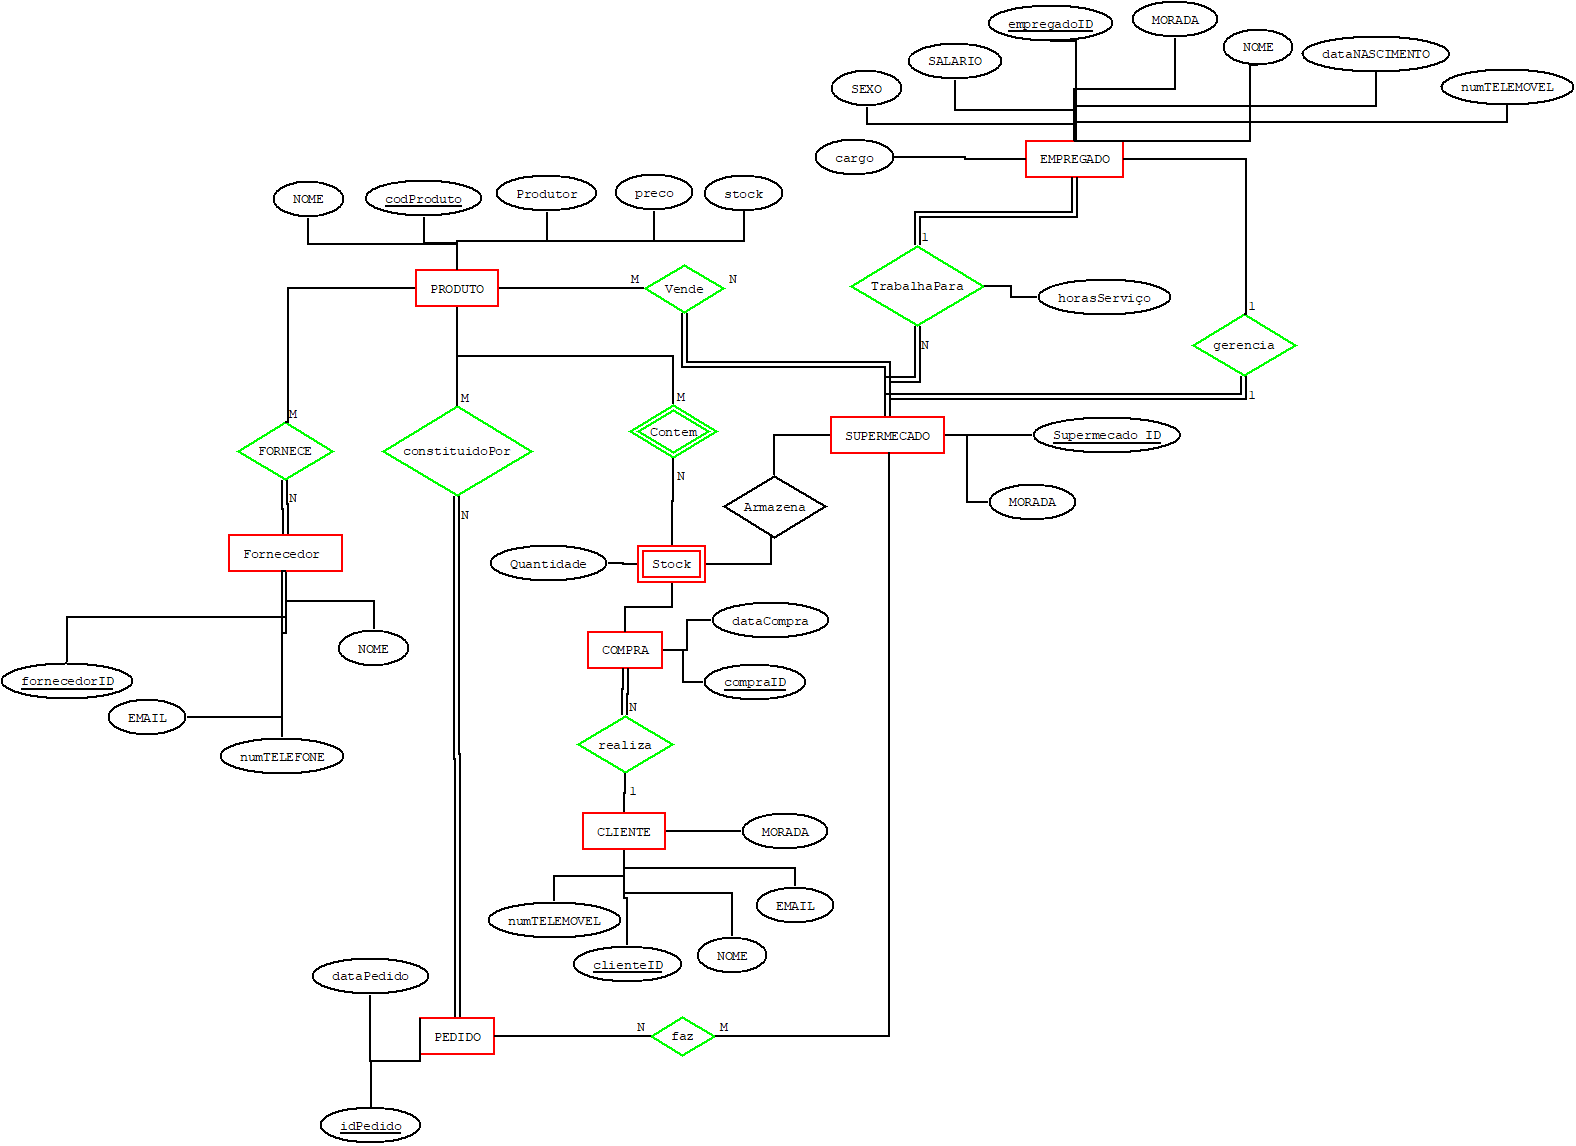 empregadoID
MORADA
NOME
dataNASCIMENTO
SALARIO
SEXO
numTELEMOVEL
cargo
EMPREGADO
NOME
codProduto
Produtor
preco
stock
1
M
Vende
N
PRODUTO
TrabalhaPara
horasServiço
1
N
gerencia
1
M
M
M
FORNECE
constituidoPor
Contem
SUPERMECADO
Supermecado ID
N
N
N
Armazena
MORADA
Fornecedor
Quantidade
Stock
dataCompra
NOME
COMPRA
fornecedorID
compraID
EMAIL
N
numTELEFONE
realiza
1
CLIENTE
MORADA
numTELEMOVEL
EMAIL
clienteID
NOME
dataPedido
PEDIDO
N
faz
M
idPedido